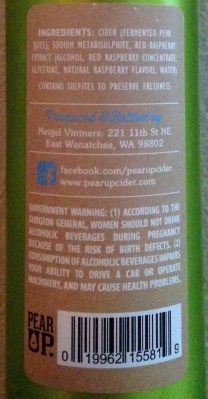 INGREDIENTS: CIDER (FERMENTED PEAR
JUICE), SODIUM METABISULPHITE, RED RASPBERRY
EXTRACT (ALCOHOL, RED RASPBERRY CONCENTRATE,
GLYCERINE, NATURAL RASPBERRY FLAVORS, WATER)
CONTAINS SULFITES TO PRESERVE FRESHNESS
Produced & Bottled by
Neigel Vintners: 221 11th St NE
East Wenatchee, WA 98802
f facebook.com/pearupcider
www.pearupcider.com
GOVERNMENT WARNING: (1) ACCORDING TO THE
SURGEON GENERAL, WOMEN SHOULD NOT DRINK
ALCOHOLIC BEVERAGES DURING PREGNANCY
BECAUSE OF THE RISK OF BIRTH DEFECTS. (2)
CONSUMPTION OF ALCOHOLIC BEVERAGES IMPAIRS
YOUR ABILITY TO DRIVE A CAR OR OPERATE
MACHINERY, AND MAY CAUSE HEALTH PROBLEMS.
PEAR
UP.
0 19962 15581 9